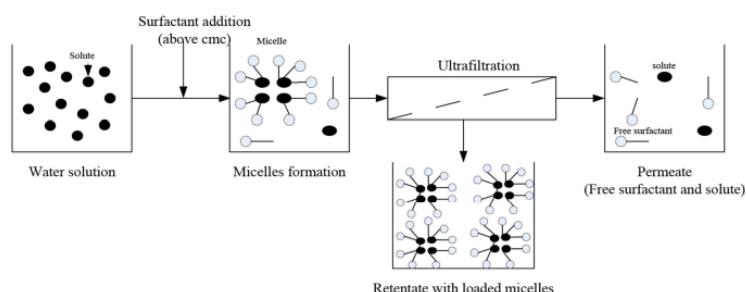 Surfactant addition
(above cmc)
Solute
Micelle
Ultrafiltration
solute
Free surfactant
Water solution
Micelles formation
Permeate
(Free surfactant and solute)
Retentate with loaded micelles